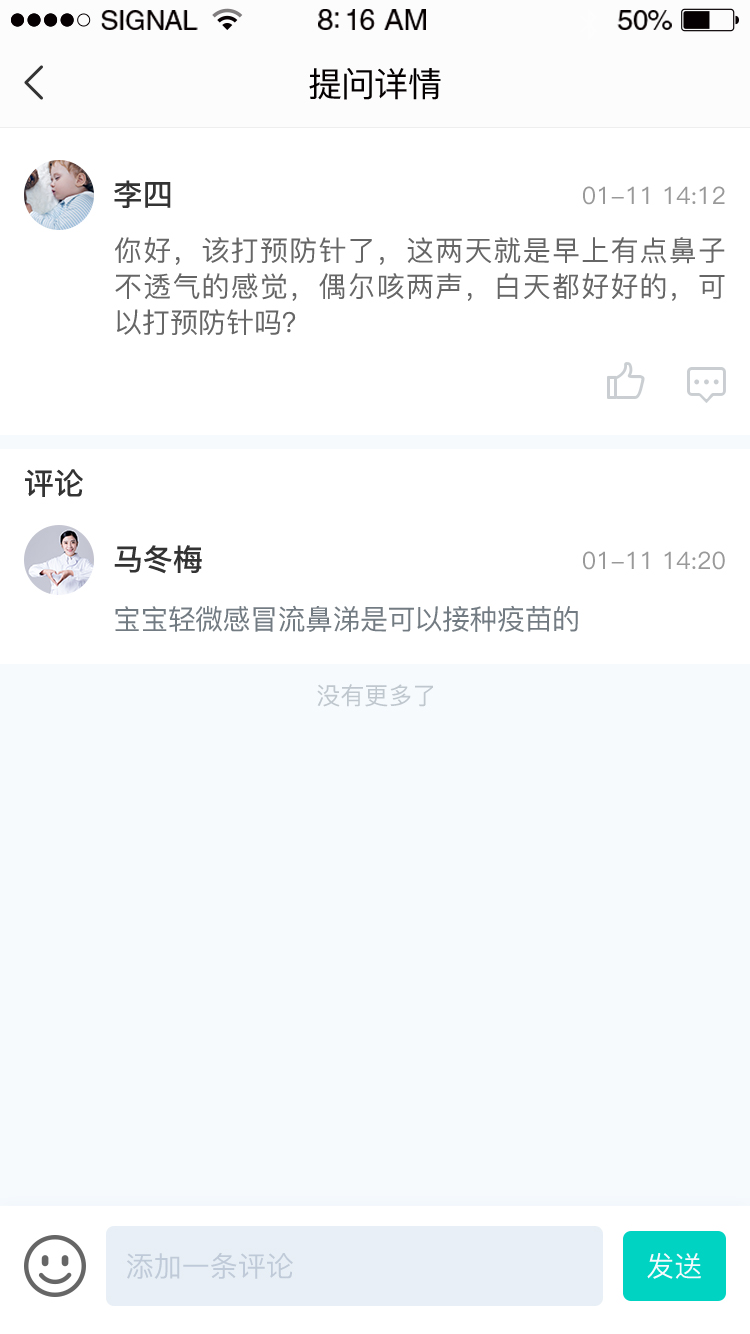 SIGNAL 8:16 AM 50%
提问详情
李四 01-11 14:12
你好，该打预防针了，这两天就是早上有点鼻子
不透气的感觉，偶尔咳两声，白天都好好的，可
以打预防针吗?
评论
马冬梅 01-11 14:20
宝宝轻微感冒流鼻涕是可以接种疫苗的
没有更多了
添加一条评论 发送